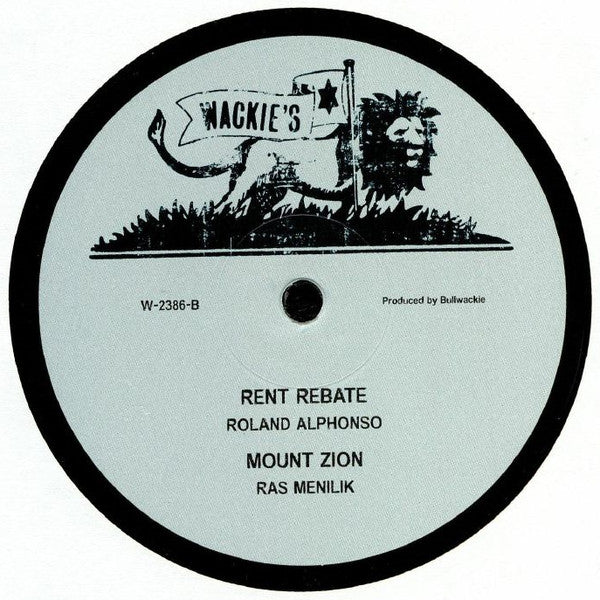 WACKIE'S
W-2386-B
Produced by Bullwackie
RENT REBATE
ROLAND ALPHONSO
MOUNT ZION
RAS MENILIK